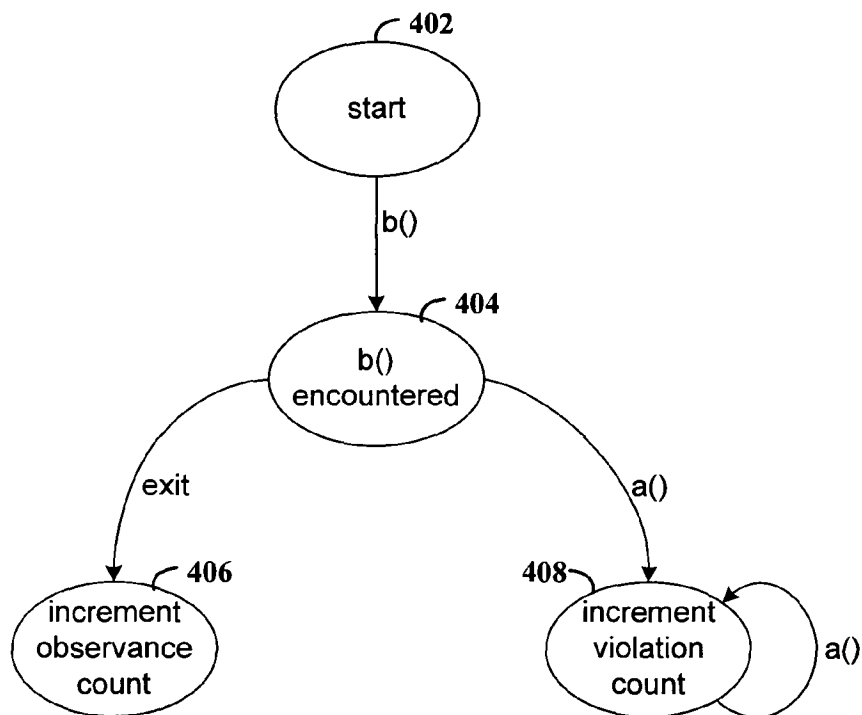 402
start
b()
404
b()
encountered
exit
a()
406
increment
observance
count
408
increment
violation
count
a()